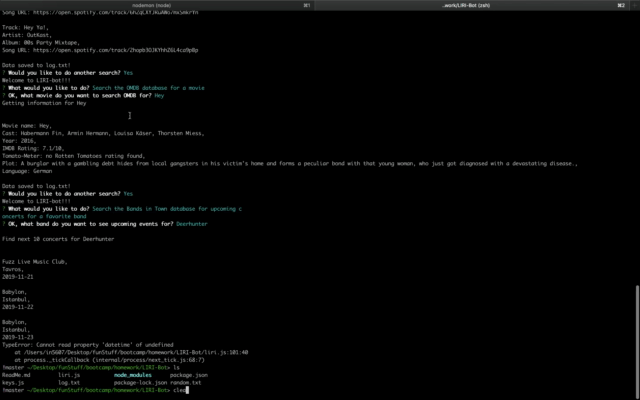 nodemon (node)
⌘1
..work/LIRI-Bot (zsh)
⌘2
Song URL: https://open.spotify.com/track/
Track: Hey Ya!,
Artist: OutKast,
Album: 00s Party Mixtape,
Song URL: https://open.spotify.com/track/
Data saved to log.txt!
? Would you like to do another search? Yes
Welcome to LIRI-bot!!!
? What would you like to do? Search the OMDB database for a movie
? OK, what movie do you want to search OMDB for? Hey
Getting information for Hey
Movie name: Hey,
Cast: Habermann Fin, Armin Hermann, Louisa Käser, Thorsten Miess,
Year: 2016,
IMDB Rating: 7.1/10,
Tomato-Meter: no Rotten Tomatoes rating found,
Plot: A burglar with a gambling debt hides from local gangsters in his victim's home and forms a peculiar bond with that young woman, who just got diagnosed with a devastating disease.,
Language: German
Data saved to log.txt!
? Would you like to do another search? Yes
Welcome to LIRI-bot!!!
? What would you like to do? Search the Bands in Town database for upcoming c
oncerts for a favorite band
? OK, what band do you want to see upcoming events for? Deerhunter
Find next 10 concerts for Deerhunter
Fuzz Live Music Club,
Tavros,
2019-11-21
Babylon,
Istanbul,
2019-11-22
Babylon,
Istanbul,
2019-11-23
TypeError: Cannot read property 'datetime' of undefined
at /Users/in5607/Desktop/funStuff/bootcamp/homework/LIRI-Bot/liri.js:101:40
at process._tickCallback (internal/process/next_tick.js:68:7)
!master ~/Desktop/funStuff/bootcamp/homework/LIRI-Bot> ls
ReadMe.md liri.js node_modules package.json
keys.js log.txt package-lock.json random.txt
!master ~/Desktop/funStuff/bootcamp/homework/LIRI-Bot> clea